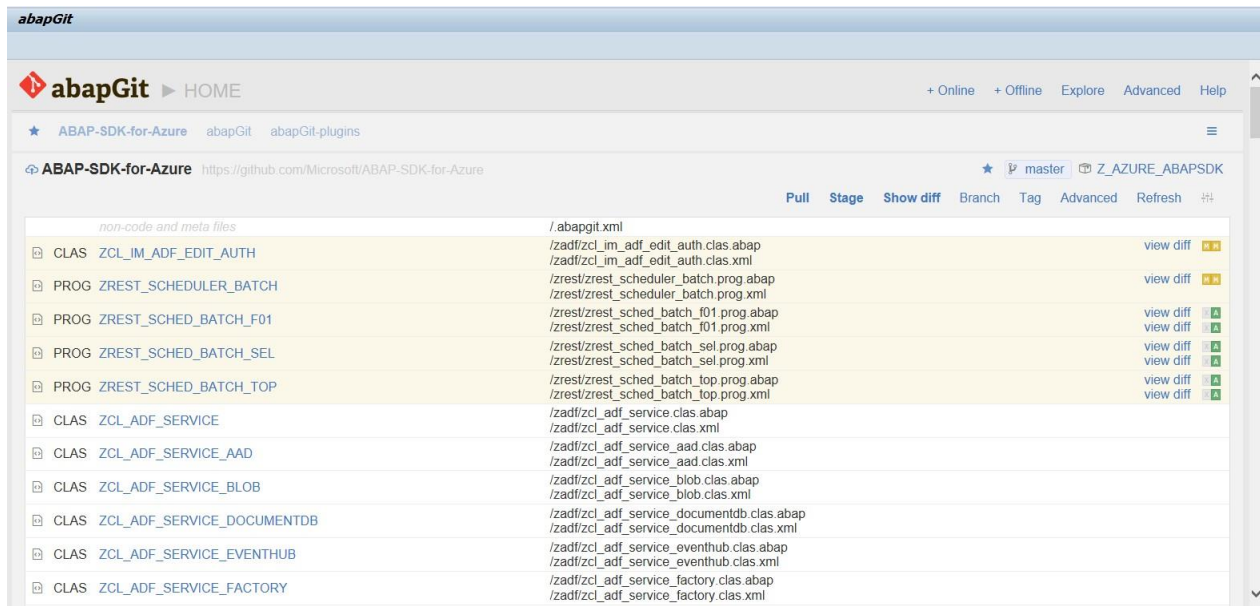 abapGit
abapGit ▶ HOME + Online + Offline Explore Advanced Help
★ ABAP-SDK-for-Azure abapGit abapGit-plugins ≡
ABAP-SDK-for-Azure https://github.com/Microsoft/ABAP-SDK-for-Azure ★ master Z_AZURE_ABAPSDK
Pull Stage Show diff Branch Tag Advanced Refresh
non-code and meta files /.abapgit.xml
CLAS ZCL_IM_ADF_EDIT_AUTH /zadf/zcl_im_adf_edit_auth.clas.abap view diff M M
/zadf/zcl_im_adf_edit_auth.clas.xml
PROG ZREST_SCHEDULER_BATCH /zrest/zrest_scheduler_batch.prog.abap view diff M M
/zrest/zrest_scheduler_batch.prog.xml
PROG ZREST_SCHED_BATCH_F01 /zrest/zrest_sched_batch_f01.prog.abap view diff A
/zrest/zrest_sched_batch_f01.prog.xml view diff A
PROG ZREST_SCHED_BATCH_SEL /zrest/zrest_sched_batch_sel.prog.abap view diff A
/zrest/zrest_sched_batch_sel.prog.xml view diff A
PROG ZREST_SCHED_BATCH_TOP /zrest/zrest_sched_batch_top.prog.abap view diff A
/zrest/zrest_sched_batch_top.prog.xml view diff A
CLAS ZCL_ADF_SERVICE /zadf/zcl_adf_service.clas.abap
/zadf/zcl_adf_service.clas.xml
CLAS ZCL_ADF_SERVICE_AAD /zadf/zcl_adf_service_aad.clas.abap
/zadf/zcl_adf_service_aad.clas.xml
CLAS ZCL_ADF_SERVICE_BLOB /zadf/zcl_adf_service_blob.clas.abap
/zadf/zcl_adf_service_blob.clas.xml
CLAS ZCL_ADF_SERVICE_DOCUMENTDB /zadf/zcl_adf_service_documentdb.clas.abap
/zadf/zcl_adf_service_documentdb.clas.xml
CLAS ZCL_ADF_SERVICE_EVENTHUB /zadf/zcl_adf_service_eventhub.clas.abap
/zadf/zcl_adf_service_eventhub.clas.xml
CLAS ZCL_ADF_SERVICE_FACTORY /zadf/zcl_adf_service_factory.clas.abap
/zadf/zcl_adf_service_factory.clas.xml